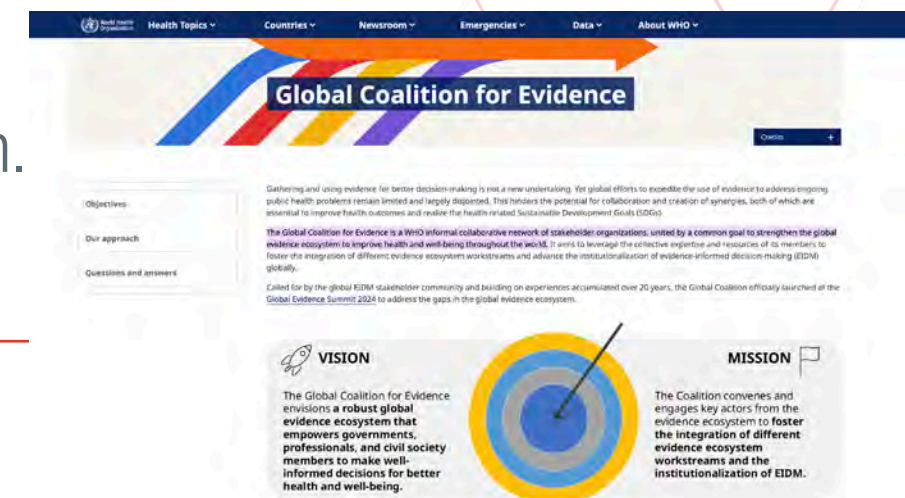 World Health
Organization
Health Topics
Countries
Newsroom
Emergencies
Data
About WHO
Global Coalition for Evidence
n.
Credits +
Objectives
Our approach
Questions and answers
Gathering and using evidence for better decision-making is not a new undertaking. Yet global efforts to expedite the use of evidence to address ongoing
public health problems remain limited and largely disjointed. This hinders the potential for collaboration and creation of synergies, both of which are
essential to improve health outcomes and realize the health-related Sustainable Development Goals (SDGs).
The Global Coalition for Evidence is a WHO informal collaborative network of stakeholder organizations, united by a common goal to strengthen the global
evidence ecosystem to improve health and well-being throughout the world. It aims to leverage the collective expertise and resources of its members to
foster the integration of different evidence ecosystem workstreams and advance the institutionalization of evidence-informed decision-making (EIDM)
globally.
Called for by the global EIDM stakeholder community and building on experiences accumulated over 20 years, the Global Coalition officially launched at the
Global Evidence Summit 2024 to address the gaps in the global evidence ecosystem.
VISION
The Global Coalition for Evidence
envisions a robust global
evidence ecosystem that
empowers governments,
professionals, and civil society
members to make well-
informed decisions for better
health and well-being.
MISSION
The Coalition convenes and
engages key actors from the
evidence ecosystem to foster
the integration of different
evidence ecosystem
workstreams and the
institutionalization of EIDM.